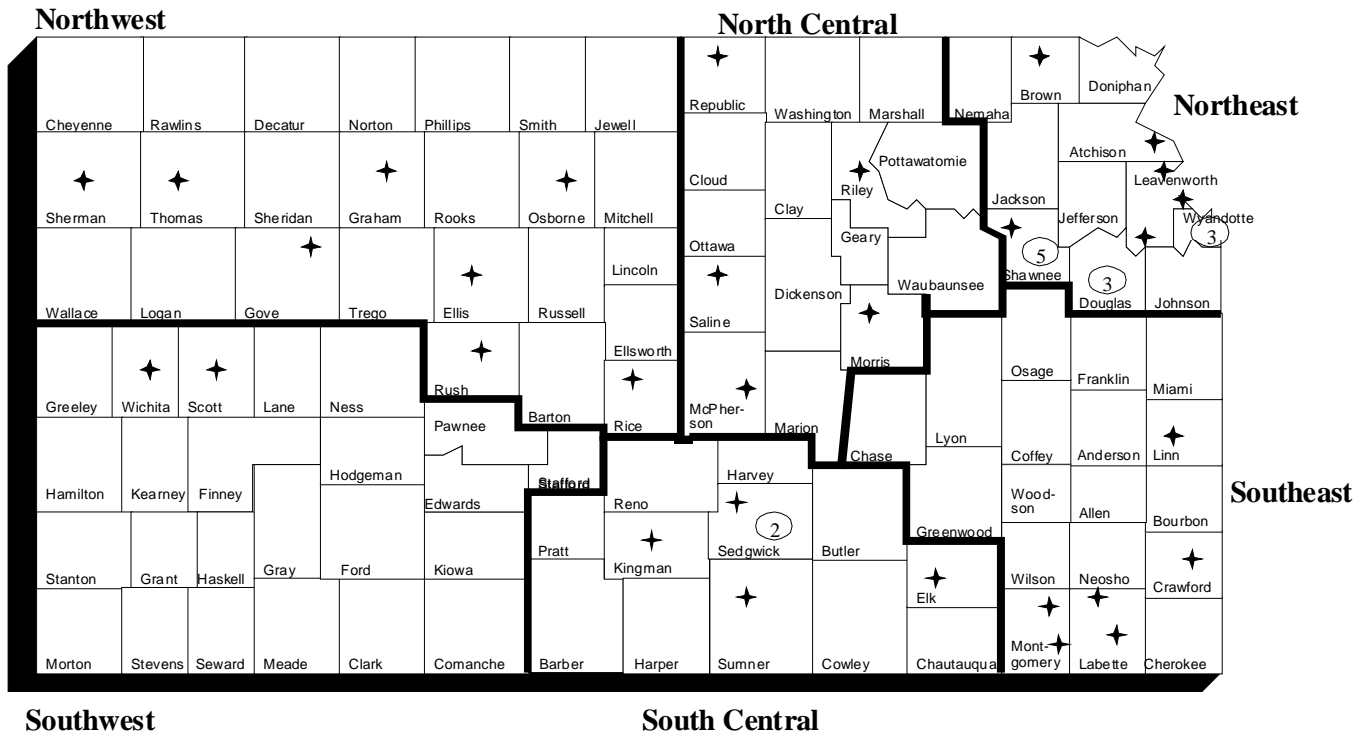 Northwest
North Central
Northeast
Cheyenne Rawlins Decatur Norton Phillips Smith Jewell
Republic Washington Marshall Nemaha Brown Doniphan
Sherman Thomas Sheridan Graham Rooks Osborne Mitchell
Cloud Clay Riley Pottawatomie Jackson Atchison
Leavenworth
Jefferson Wyandotte
3
Wallace Logan Gove Trego Ellis Russell Lincoln
Ottawa Geary
Saline Dickenson Waubaunsee
5
Shawnee
3
Douglas Johnson
Ellsworth
Greeley Wichita Scott Lane Ness Rush Barton Rice
McPher-
son
Marion Morris Chase Lyon Osage Franklin Miami
Pawnee
Hamilton Kearney Finney Hodgeman Edwards Stafford
Reno Harvey
Coffey Anderson Linn
Southeast
2
Sedgwick
Pratt Kingman Butler Greenwood
Wood-
son
Allen Bourbon
Stanton Grant Haskell Gray Ford Kiowa
Elk Wilson Neosho Crawford
Morton Stevens Seward Meade Clark Comanche Barber Harper Sumner Cowley Chautauqua
Mont-
gomery
Labette Cherokee
Southwest
South Central